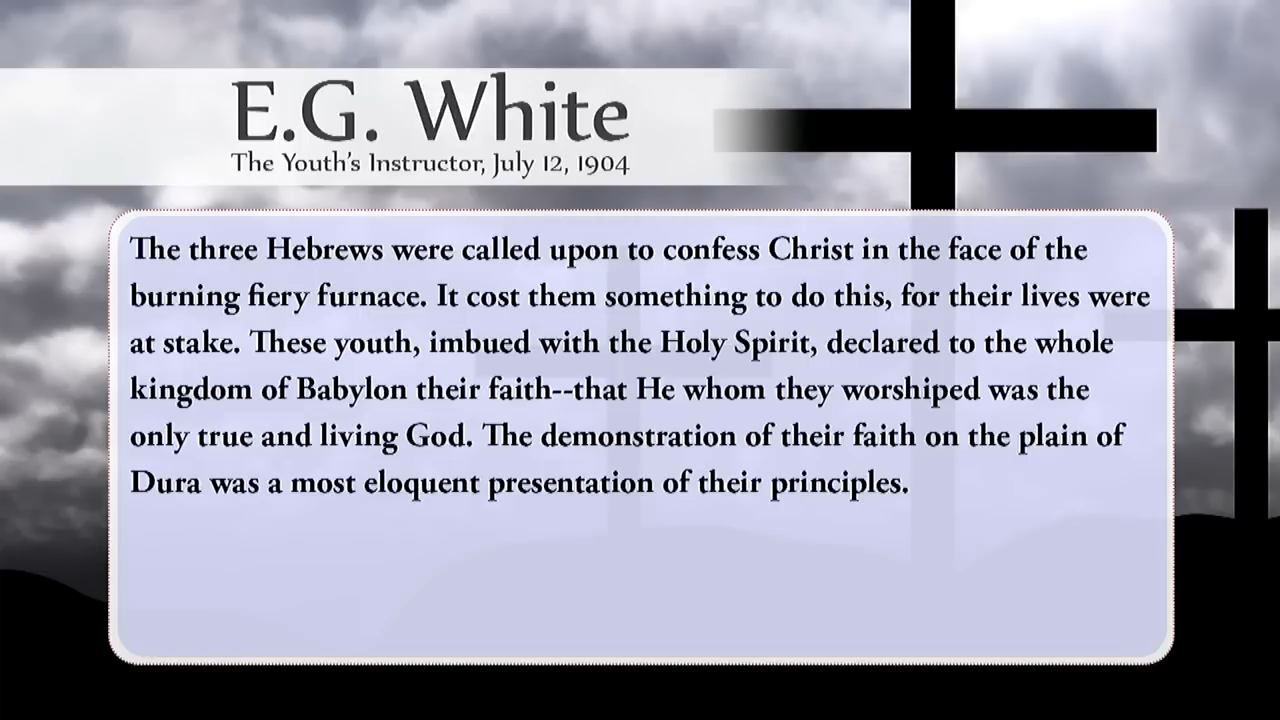 E.G. White
The Youth's Instructor, July 12, 1904
The three Hebrews were called upon to confess Christ in the face of the
burning fiery furnace. It cost them something to do this, for their lives were
at stake. These youth, imbued with the Holy Spirit, declared to the whole
kingdom of Babylon their faith--that He whom they worshiped was the
only true and living God. The demonstration of their faith on the plain of
Dura was a most eloquent presentation of their principles.